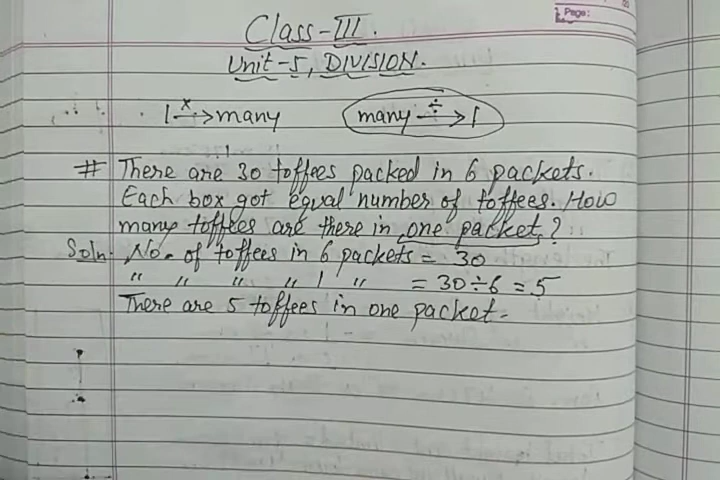 Page:
Class-III.
Unit-5, DIVISION.
1 x→ many many ÷→ 1
# There are 30 toffees packed in 6 packets.
Each box got equal number of toffees. How
many toffees are there in one packet?
Soln. No. of toffees in 6 packets = 30
" " " " 1 " = 30÷6 = 5
There are 5 toffees in one packet.